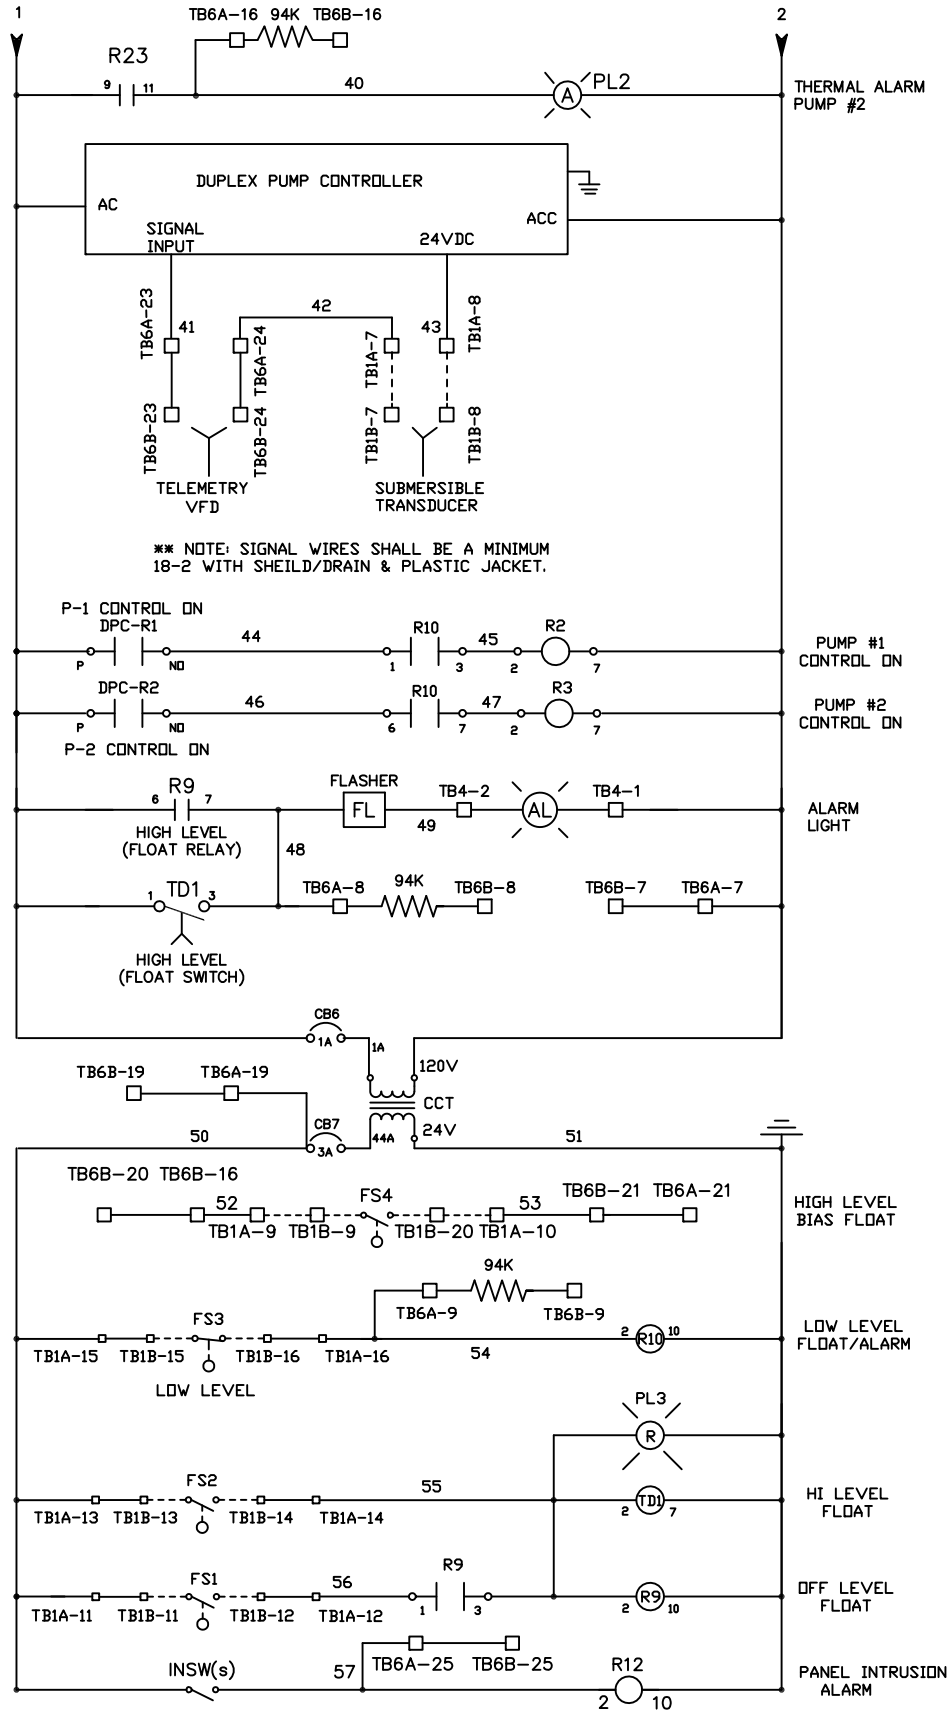 1
2
TB6A-16 94K TB6B-16
R23
9
11
40
A
PL2
THERMAL ALARM
PUMP #2
DUPLEX PUMP CONTROLLER
AC
ACC
SIGNAL
INPUT
24VDC
TB6A-23
41
TB6A-24
42
TB1A-7
43
TB1A-8
TB6B-23
TB6B-24
TB1B-7
TB1B-8
TELEMETRY
VFD
SUBMERSIBLE
TRANSDUCER
** NOTE: SIGNAL WIRES SHALL BE A MINIMUM
18-2 WITH SHEILD/DRAIN & PLASTIC JACKET.
P-1 CONTROL ON
DPC-R1
P
NO
44
R10
1
3
45
R2
2
7
PUMP #1
CONTROL ON
DPC-R2
P
NO
46
R10
6
7
47
R3
2
7
PUMP #2
CONTROL ON
P-2 CONTROL ON
R9
6
7
HIGH LEVEL
(FLOAT RELAY)
FLASHER
FL
49
TB4-2
AL
TB4-1
ALARM
LIGHT
48
TD1
1
3
TB6A-8
94K
TB6B-8
TB6B-7
TB6A-7
HIGH LEVEL
(FLOAT SWITCH)
CB6
1A
1A
120V
TB6B-19
TB6A-19
CCT
CB7
3A
44A
24V
50
51
TB6B-20 TB6B-16
52
FS4
53
TB6B-21 TB6A-21
TB1A-9 TB1B-9
TB1B-20 TB1A-10
HIGH LEVEL
BIAS FLOAT
94K
TB6A-9
TB6B-9
FS3
2
R10
10
LOW LEVEL
FLOAT/ALARM
TB1A-15
TB1B-15
TB1B-16
TB1A-16
54
LOW LEVEL
PL3
R
FS2
55
2
TD1
7
HI LEVEL
FLOAT
TB1A-13
TB1B-13
TB1B-14
TB1A-14
FS1
56
R9
1
3
2
R9
10
OFF LEVEL
FLOAT
TB1A-11
TB1B-11
TB1B-12
TB1A-12
INSW(s)
57
TB6A-25
TB6B-25
R12
2
10
PANEL INTRUSION
ALARM